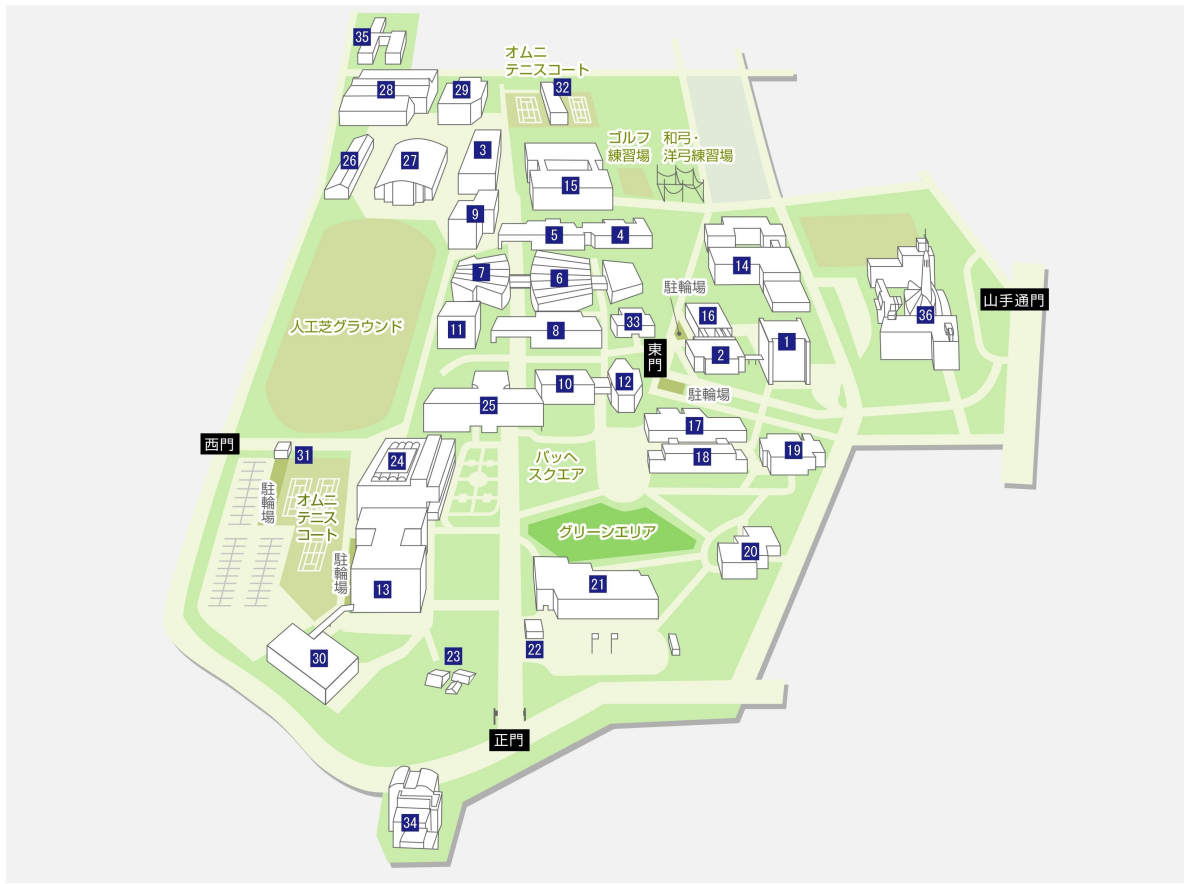 35
オムニ
テニスコート
28
29
32
ゴルフ
練習場
和弓・
洋弓練習場
26
27
3
15
9
5
4
7
6
14
駐輪場
36
山手通門
人工芝グラウンド
11
8
33
16
東
門
2
1
10
12
駐輪場
25
17
西門
31
24
バッヘ
スクエア
18
19
駐輪場
オムニ
テニス
コート
グリーンエリア
20
駐輪場
13
21
22
30
23
正門
34